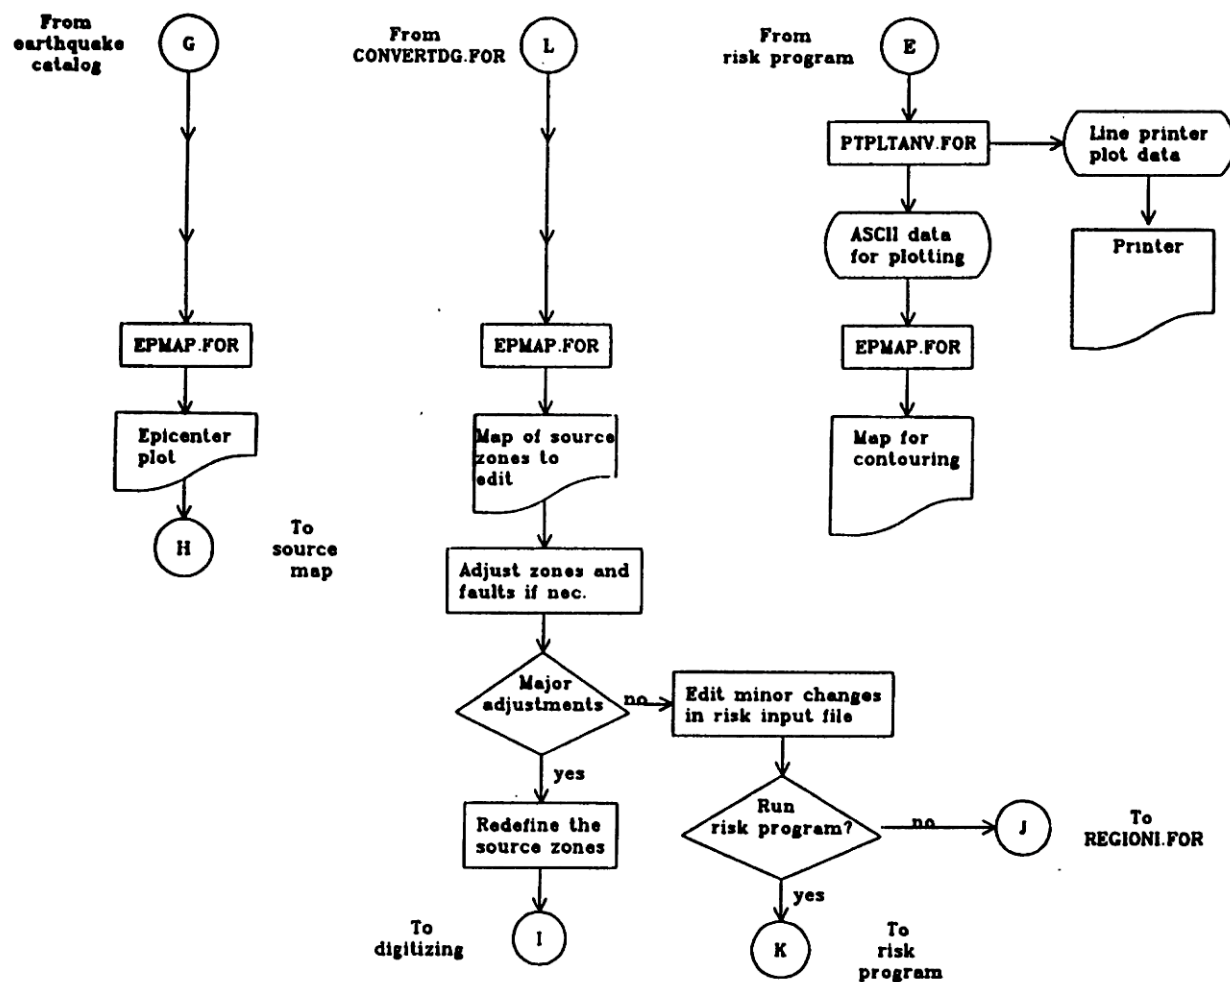 From
earthquake
catalog
G
From
CONVERTDG.FOR
L
From
risk program
E
PTPLTANV.FOR
Line printer
plot data
ASCII data
for plotting
Printer
EPMAP.FOR
EPMAP.FOR
EPMAP.FOR
Epicenter
plot
Map of source
zones to
edit
Map for
contouring
H
To
source
map
Adjust zones and
faults if nec.
Major
adjustments
no
Edit minor changes
in risk input file
yes
Redefine the
source zones
Run
risk program?
no
J
To
REGIONI.FOR
yes
To
digitizing
I
K
To
risk
program